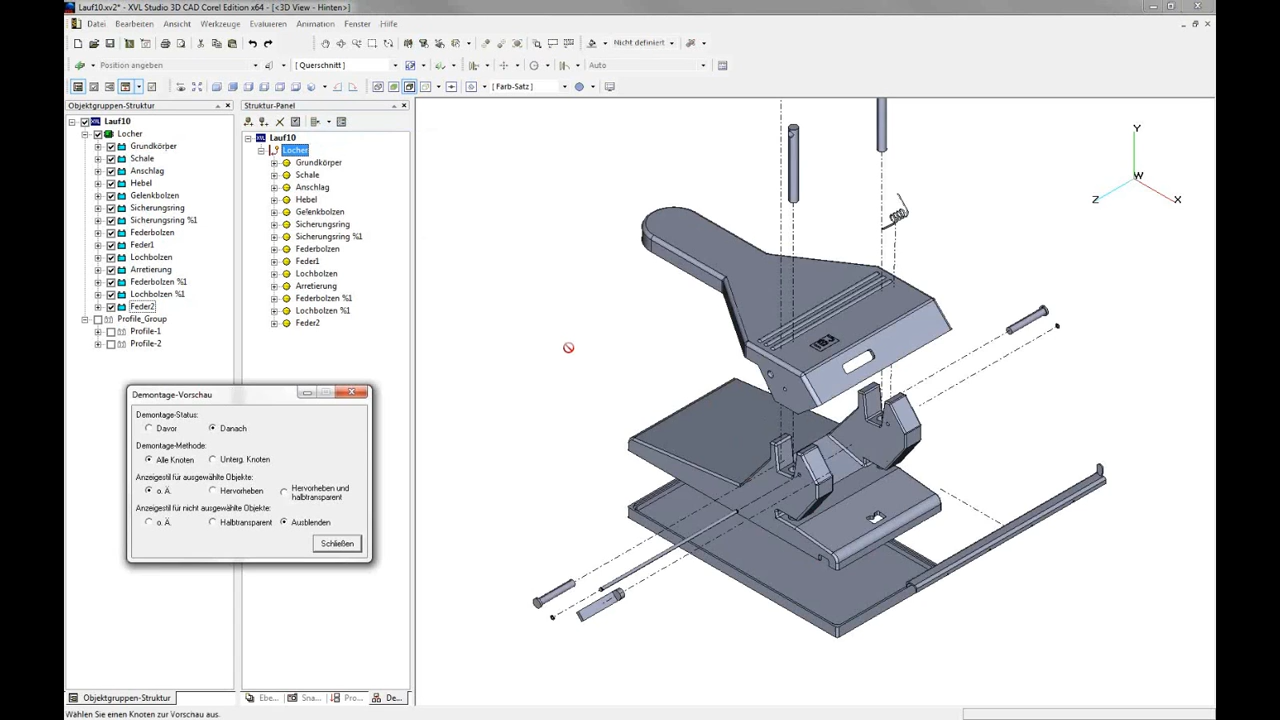 Lauf10.xv2* - XVL Studio 3D CAD Corel Edition x64 - [<3D View - Hinten>]
Datei Bearbeiten Ansicht Werkzeuge Evaluieren Animation Fenster Hilfe
Nicht definiert
Position angeben [ Querschnitt ] Auto
[ Farb-Satz ]
Objektgruppen-Struktur
Lauf10
Locher
Grundkörper
Schale
Anschlag
Hebel
Gelenkbolzen
Sicherungsring
Sicherungsring %1
Federbolzen
Feder1
Lochbolzen
Arretierung
Federbolzen %1
Lochbolzen %1
Feder2
Profile_Group
Profile-1
Profile-2
Struktur-Panel
Lauf10
Locher
Grundkörper
Schale
Anschlag
Hebel
Gelenkbolzen
Sicherungsring
Sicherungsring %1
Federbolzen
Feder1
Lochbolzen
Arretierung
Federbolzen %1
Lochbolzen %1
Feder2
Y
W
Z X
Demontage-Vorschau
Demontage-Status:
Davor Danach
Demontage-Methode:
Alle Knoten Unterg. Knoten
Anzeigestil für ausgewählte Objekte:
o. Ä. Hervorheben Hervorheben und halbtransparent
Anzeigestil für nicht ausgewählte Objekte:
o. Ä. Halbtransparent Ausblenden
Schließen
Objektgruppen-Struktur
Ebe... Sna... Pro... De...
Wählen Sie einen Knoten zur Vorschau aus.